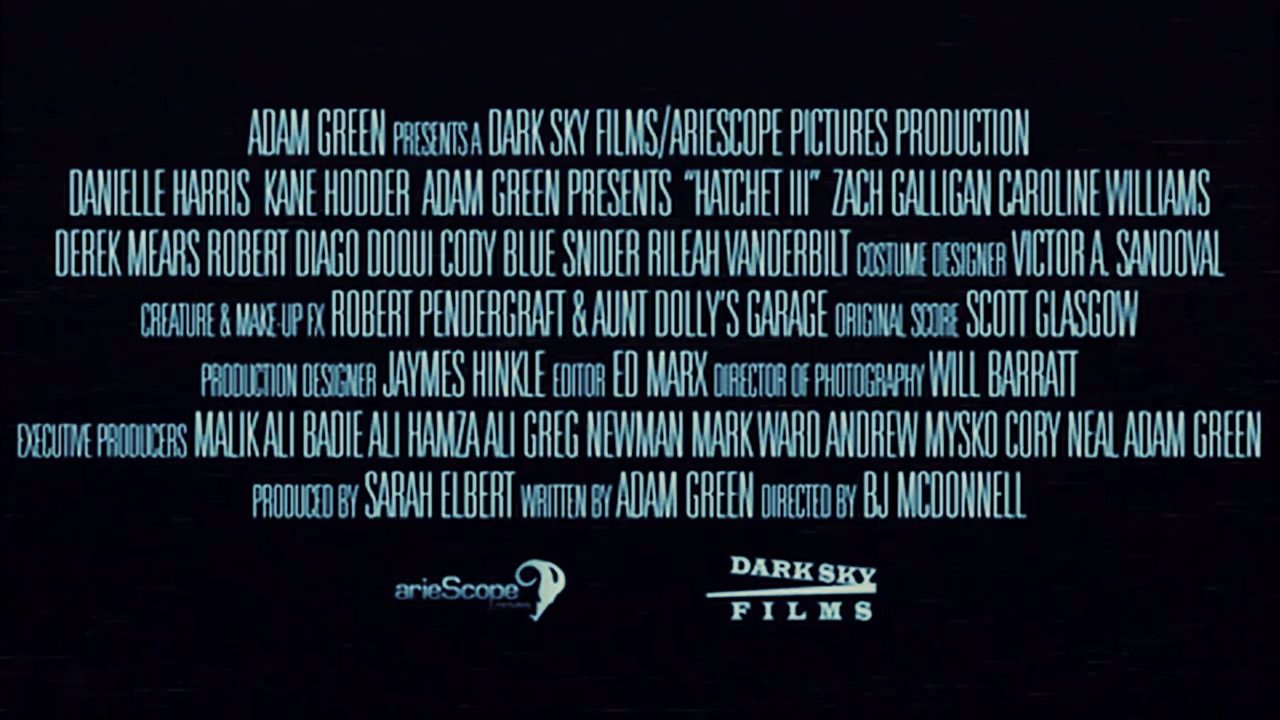 ADAM GREEN PRESENTS A DARK SKY FILMS/ARIESCOPE PICTURES PRODUCTION
DANIELLE HARRIS KANE HODDER ADAM GREEN PRESENTS "HATCHET III" ZACH GALLIGAN CAROLINE WILLIAMS
DEREK MEARS ROBERT DIAGO DOQUI CODY BLUE SNIDER RILEAH VANDERBILT COSTUME DESIGNER VICTOR A. SANDOVAL
CREATURE & MAKE-UP FX ROBERT PENDERGRAFT & AUNT DOLLY'S GARAGE ORIGINAL SCORE SCOTT GLASGOW
PRODUCTION DESIGNER JAYMES HINKLE EDITOR ED MARX DIRECTOR OF PHOTOGRAPHY WILL BARRATT
EXECUTIVE PRODUCERS MALIK ALI BADIE ALI HAMZA ALI GREG NEWMAN MARK WARD ANDREW MYSKO CORY NEAL ADAM GREEN
PRODUCED BY SARAH ELBERT WRITTEN BY ADAM GREEN DIRECTED BY BJ MCDONNELL
arieScope
DARK SKY
FILMS